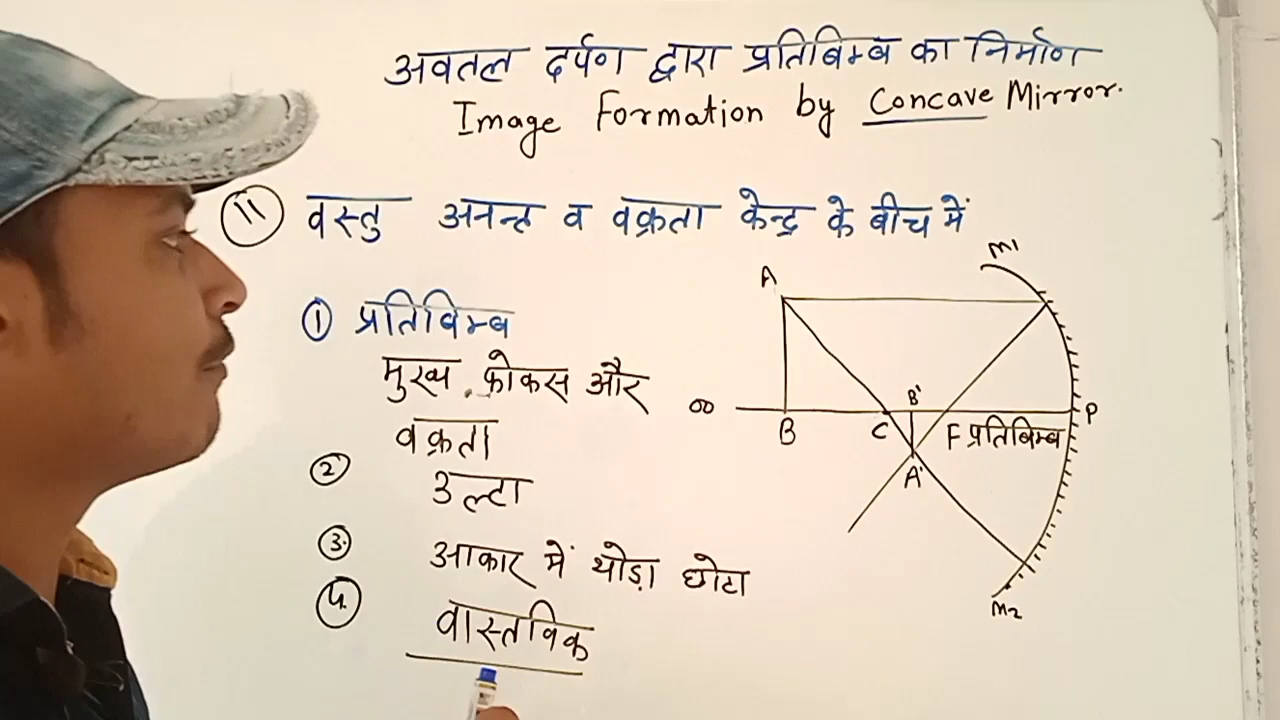 अवतल दर्पण द्वारा प्रतिबिम्ब का निर्माण
Image Formation by Concave Mirror.
ii वस्तु अनन्त व वक्रता केन्द्र के बीच में
① प्रतिबिम्ब
मुख्य फोकस और
वक्रता
② उल्टा
③ आकार में थोड़ा छोटा
④ वास्तविक
M1
A
∞ B C B' F प्रतिबिम्ब P
A'
M2